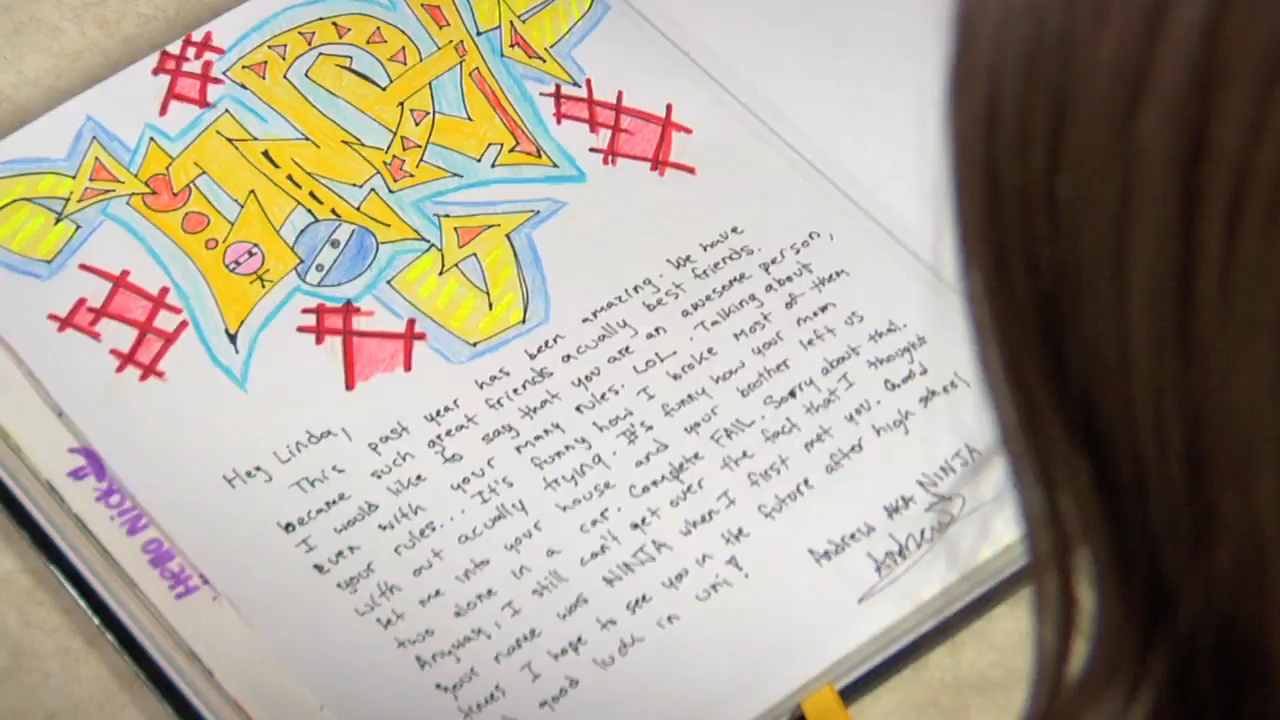 Hey Linda,
This past year has been amazing. We have
became such great friends acually best friends.
I would like to say that you are an awesome person,
Even with your many rules. LOL. Talking about
your rules... It's funny how I broke most of them
with out acually trying. It's funny how your mom
let me into your house and your brother left us
two alone in a car. Complete FAIL. Sorry about that.
Anyway, I still can't get over the fact that I thought
your name was NINJA when I first met you. Good
times I hope to see you in the future after high school
good luck in uni!
Andrew AKA NINJA
Andrew